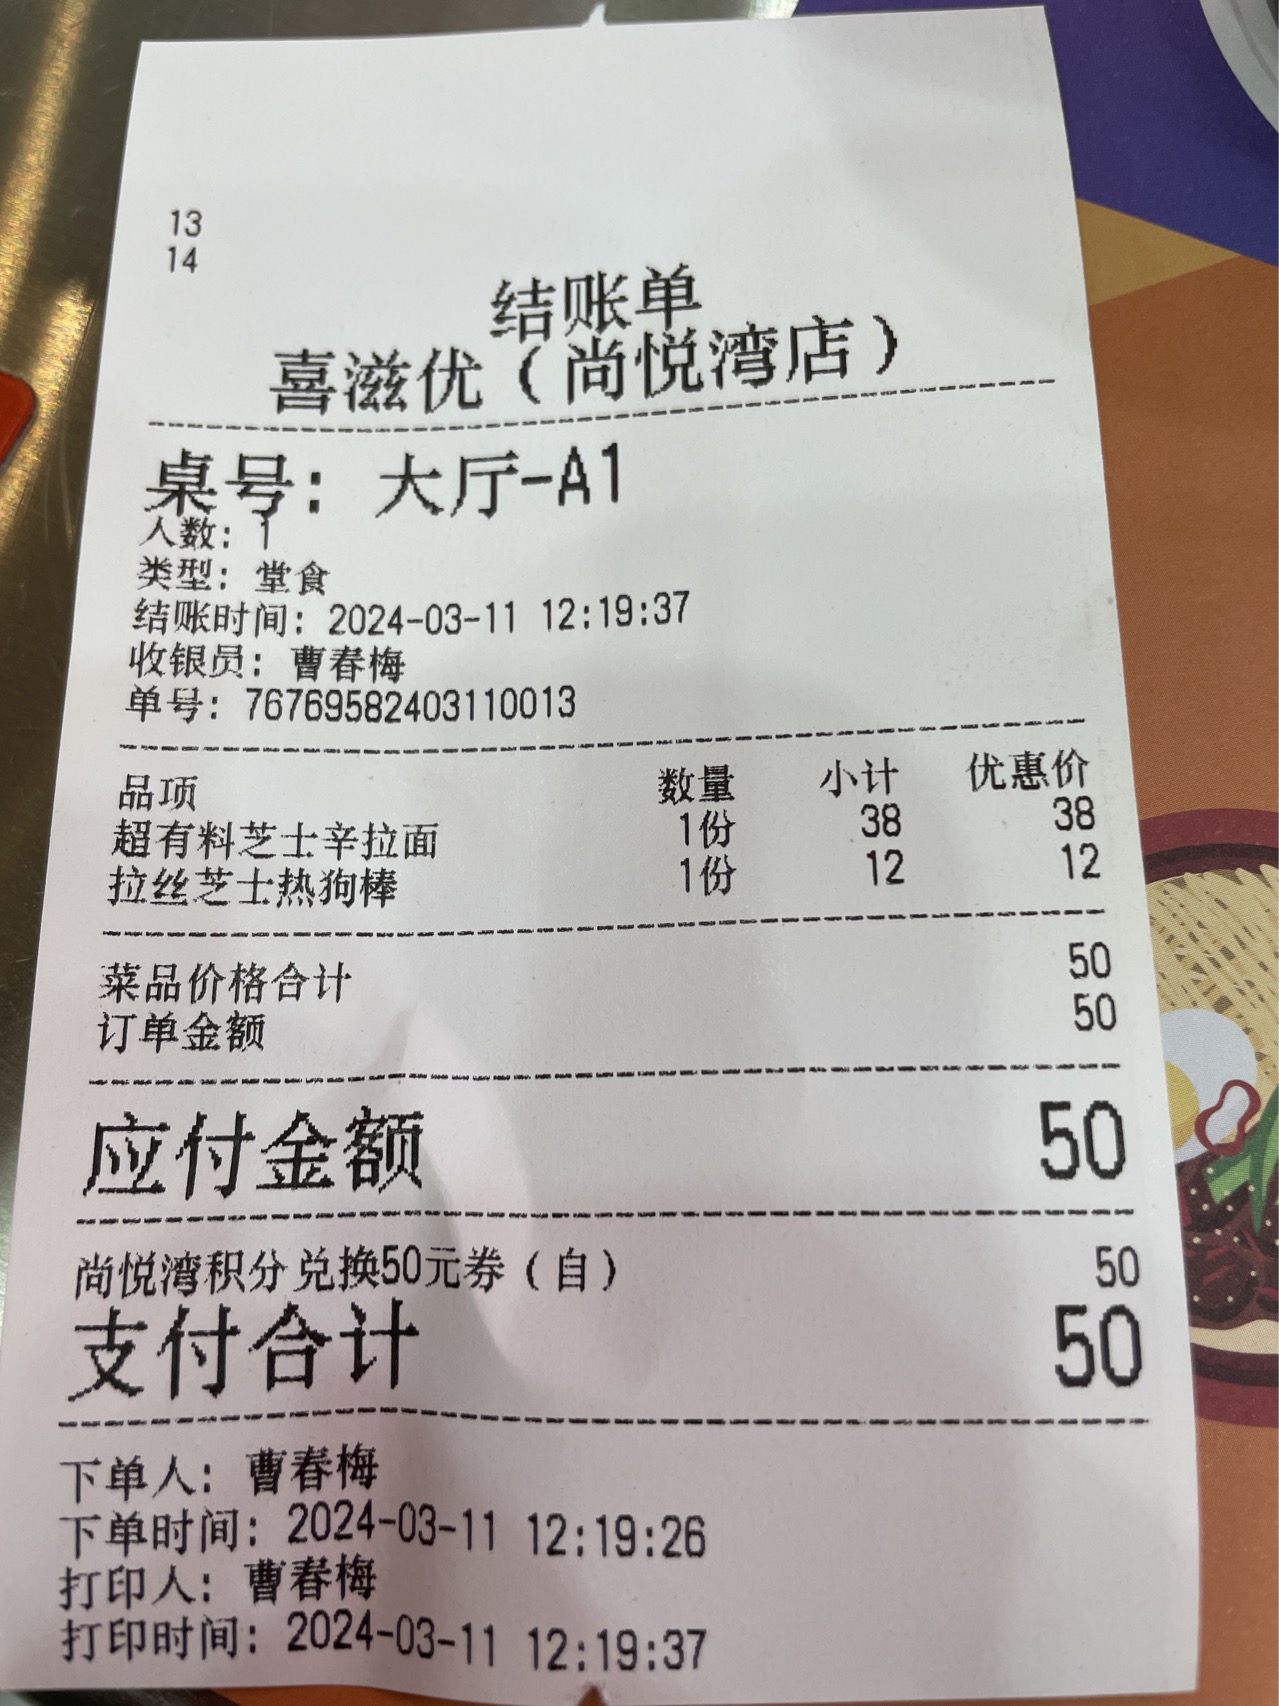 13
14
结账单
喜滋优（尚悦湾店）
桌号：大厅-A1
人数：1
类型：堂食
结账时间：2024-03-11 12:19:37
收银员：曹春梅
单号：76769582403110013
品项 数量 小计 优惠价
超有料芝士辛拉面 1份 38 38
拉丝芝士热狗棒 1份 12 12
菜品价格合计 50
订单金额 50
应付金额 50
尚悦湾积分兑换50元券（自） 50
支付合计 50
下单人：曹春梅
下单时间：2024-03-11 12:19:26
打印人：曹春梅
打印时间：2024-03-11 12:19:37